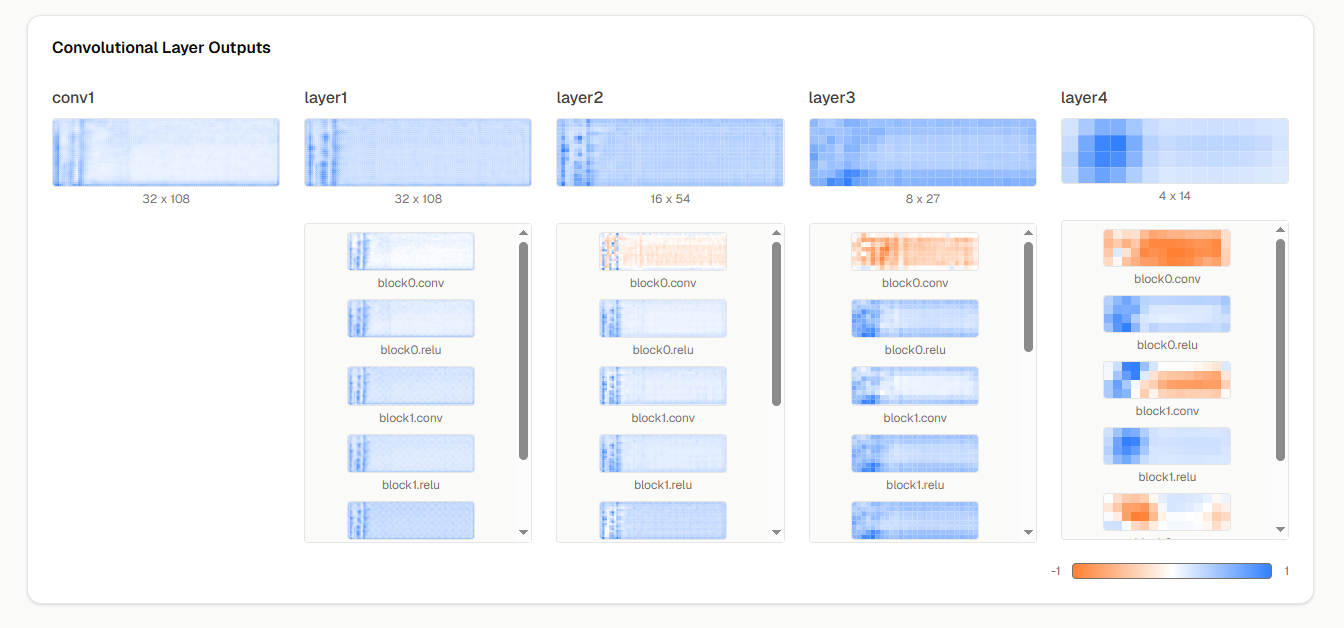 Convolutional Layer Outputs
conv1
layer1
layer2
layer3
layer4
32 x 108
32 x 108
16 x 54
8 x 27
4 x 14
block0.conv
block0.relu
block1.conv
block1.relu
block0.conv
block0.relu
block1.conv
block1.relu
block0.conv
block0.relu
block1.conv
block1.relu
block0.conv
block0.relu
block1.conv
block1.relu
-1
1